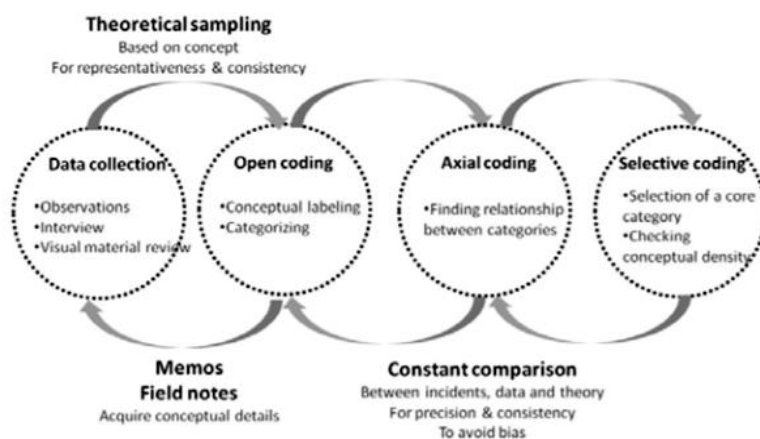 Theoretical sampling
Based on concept
For representiveness & consistency
Data collection
•Observations
•Interview
•Visual material review
Open coding
•Conceptual labeling
•Categorizing
Axial coding
•Finding relationship
between categories
Selective coding
•Selection of a core
category
•Checking
conceptual density
Memos
Field notes
Acquire conceptual details
Constant comparison
Between incidents, data and theory
For precision & consistency
To avoid bias